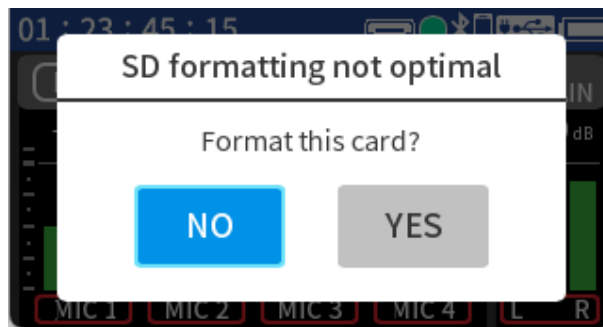 01 : 23 : 45 : 15
SD formatting not optimal
IN
Format this card?
dB
NO
YES
MIC 1
MIC 2
MIC 3
MIC 4
L
R